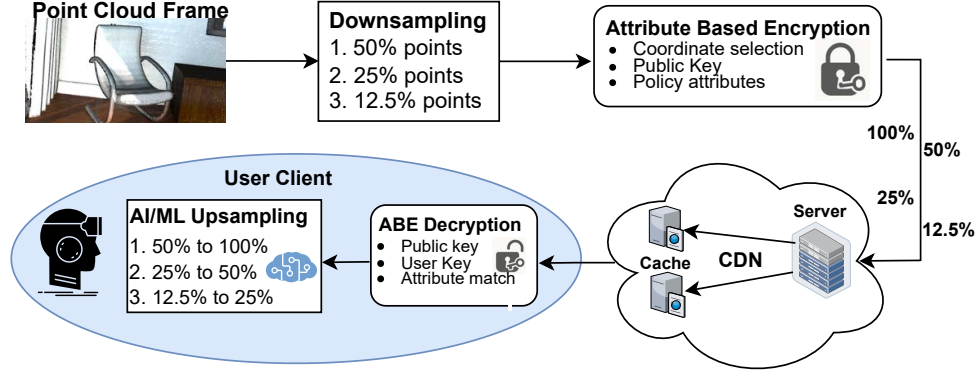 Point Cloud Frame
Downsampling
1. 50% points
2. 25% points
3. 12.5% points
Attribute Based Encryption
• Coordinate selection
• Public Key
• Policy attributes
100%
50%
25%
12.5%
User Client
AI/ML Upsampling
1. 50% to 100%
2. 25% to 50%
3. 12.5% to 25%
ABE Decryption
• Public key
• User Key
• Attribute match
Cache
CDN
Server